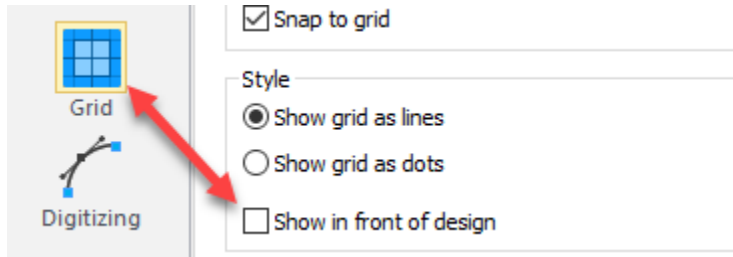 Snap to grid
Grid
Style
Show grid as lines
Show grid as dots
Digitizing
Show in front of design